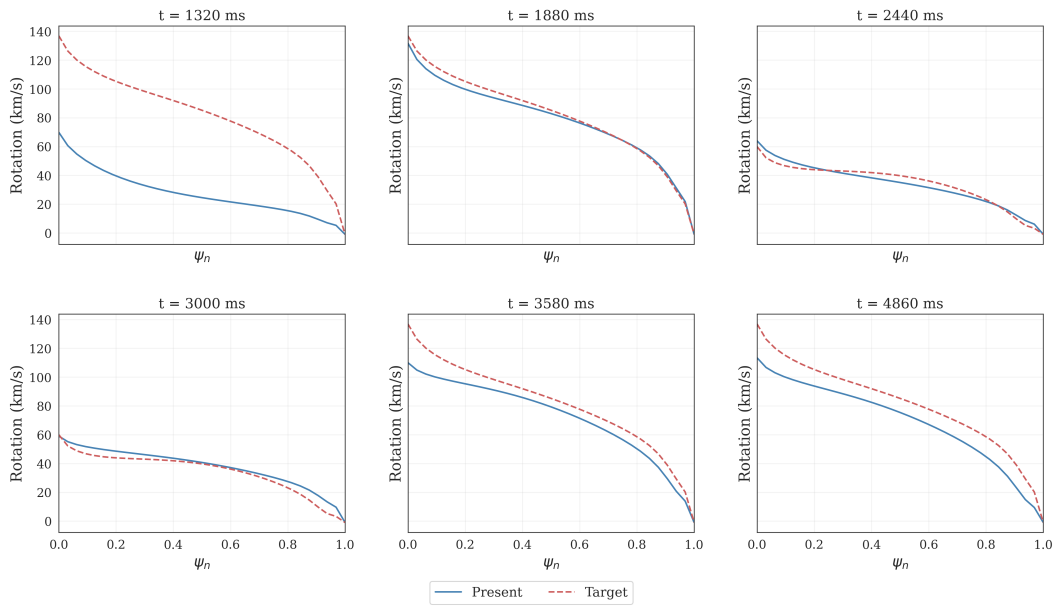 t = 1320 ms
t = 1880 ms
t = 2440 ms
140
120
100
80
60
40
20
0
Rotation (km/s)
Rotation (km/s)
Rotation (km/s)
ψn
ψn
ψn
t = 3000 ms
t = 3580 ms
t = 4860 ms
140
120
100
80
60
40
20
0
Rotation (km/s)
Rotation (km/s)
Rotation (km/s)
0.0 0.2 0.4 0.6 0.8 1.0
0.0 0.2 0.4 0.6 0.8 1.0
0.0 0.2 0.4 0.6 0.8 1.0
ψn
ψn
ψn
Present Target